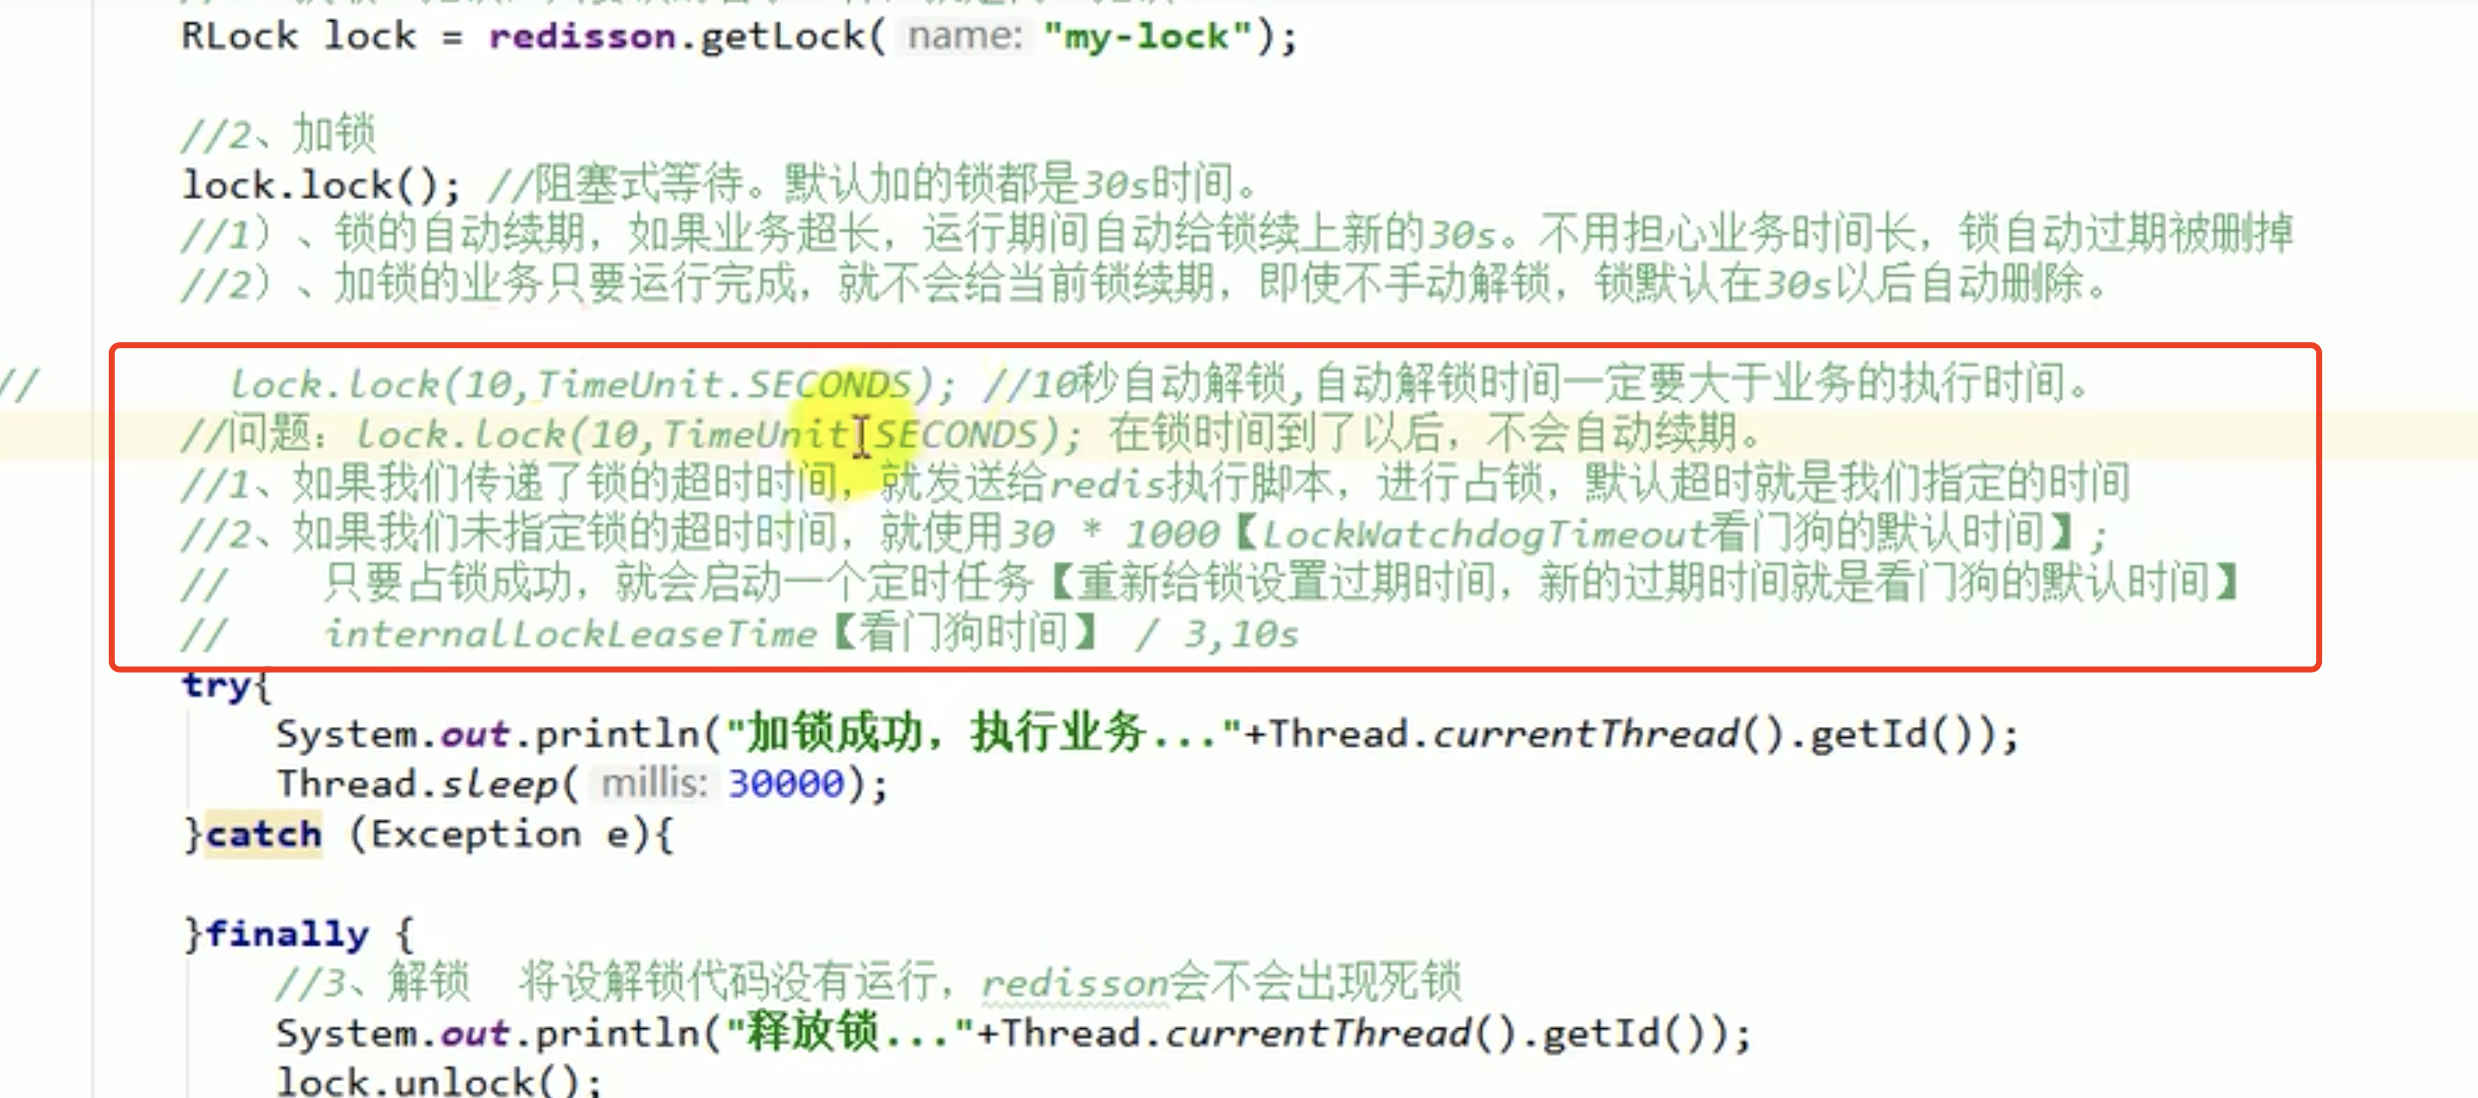 RLock lock = redisson.getLock( name: "my-lock");
//2、加锁
lock.lock(); //阻塞式等待。默认加的锁都是30s时间。
//1）、锁的自动续期，如果业务超长，运行期间自动给锁续上新的30s。不用担心业务时间长，锁自动过期被删掉
//2）、加锁的业务只要运行完成，就不会给当前锁续期，即使不手动解锁，锁默认在30s以后自动删除。
// lock.lock(10,TimeUnit.SECONDS); //10秒自动解锁,自动解锁时间一定要大于业务的执行时间。
//问题：lock.lock(10,TimeUnit.SECONDS); 在锁时间到了以后，不会自动续期。
//1、如果我们传递了锁的超时时间，就发送给redis执行脚本，进行占锁，默认超时就是我们指定的时间
//2、如果我们未指定锁的超时时间，就使用30 * 1000【LockWatchdogTimeout看门狗的默认时间】;
// 只要占锁成功，就会启动一个定时任务【重新给锁设置过期时间，新的过期时间就是看门狗的默认时间】
// internalLockLeaseTime【看门狗时间】 / 3,10s
try{
System.out.println("加锁成功，执行业务..."+Thread.currentThread().getId());
Thread.sleep( millis: 30000);
}catch (Exception e){
}finally {
//3、解锁 将设解锁代码没有运行，redisson会不会出现死锁
System.out.println("释放锁..."+Thread.currentThread().getId());
lock.unlock();